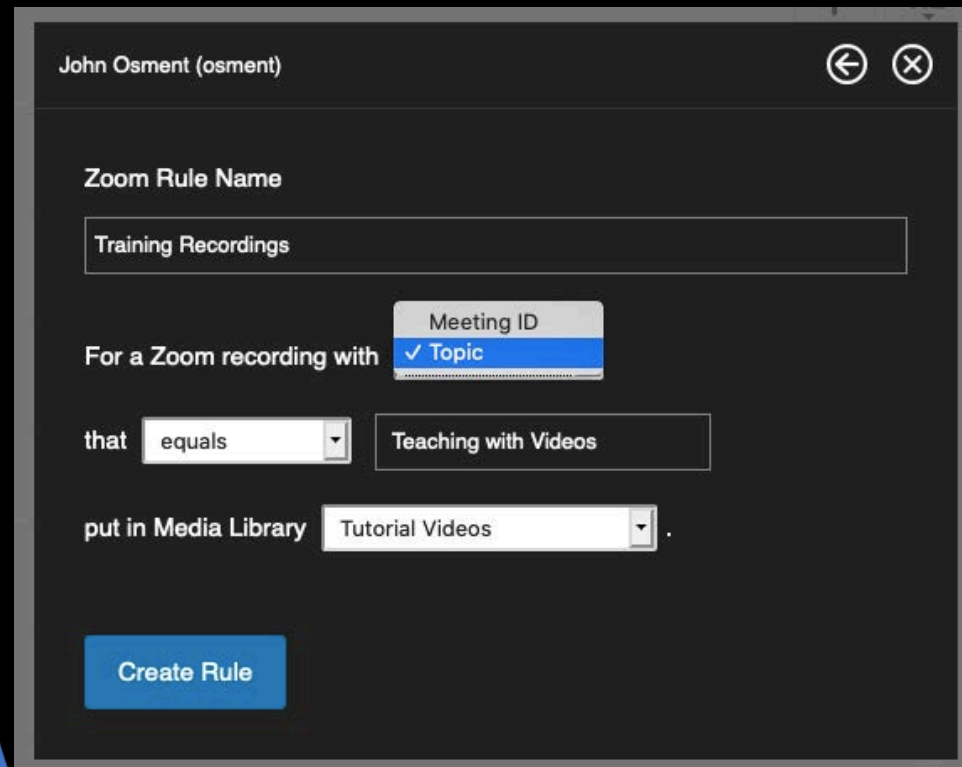 John Osment (osment)
Zoom Rule Name
Training Recordings
Meeting ID
For a Zoom recording with ✓ Topic
that equals Teaching with Videos
put in Media Library Tutorial Videos .
Create Rule